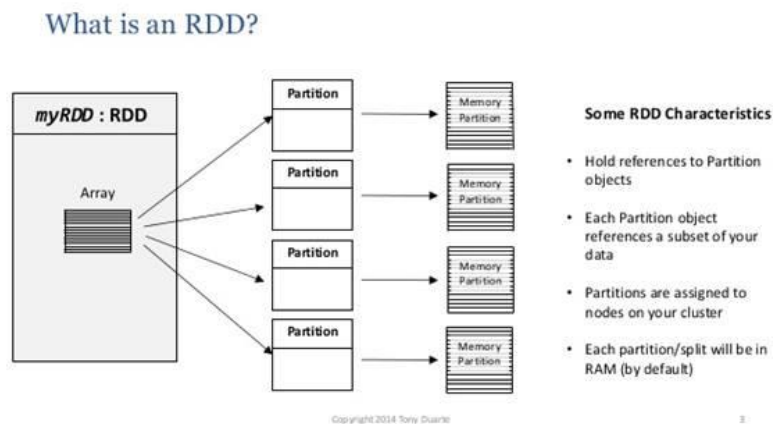 What is an RDD?
myRDD : RDD
Array
Partition
Partition
Partition
Partition
Memory
Partition
Memory
Partition
Memory
Partition
Memory
Partition
Some RDD Characteristics
• Hold references to Partition
objects
• Each Partition object
references a subset of your
data
• Partitions are assigned to
nodes on your cluster
• Each partition/split will be in
RAM (by default)
Copyright 2014 Tony Duarte
3